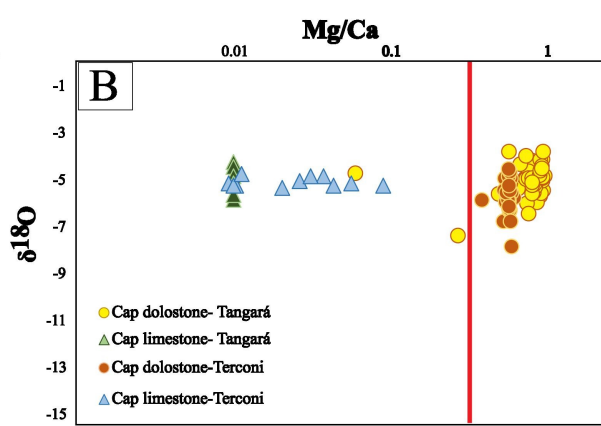 Mg/Ca
0.01 0.1 1
B
-1
-3
-5
-7
-9
-11
-13
-15
δ18O
Cap dolostone- Tangará
Cap limestone- Tangará
Cap dolostone-Terconi
Cap limestone-Terconi